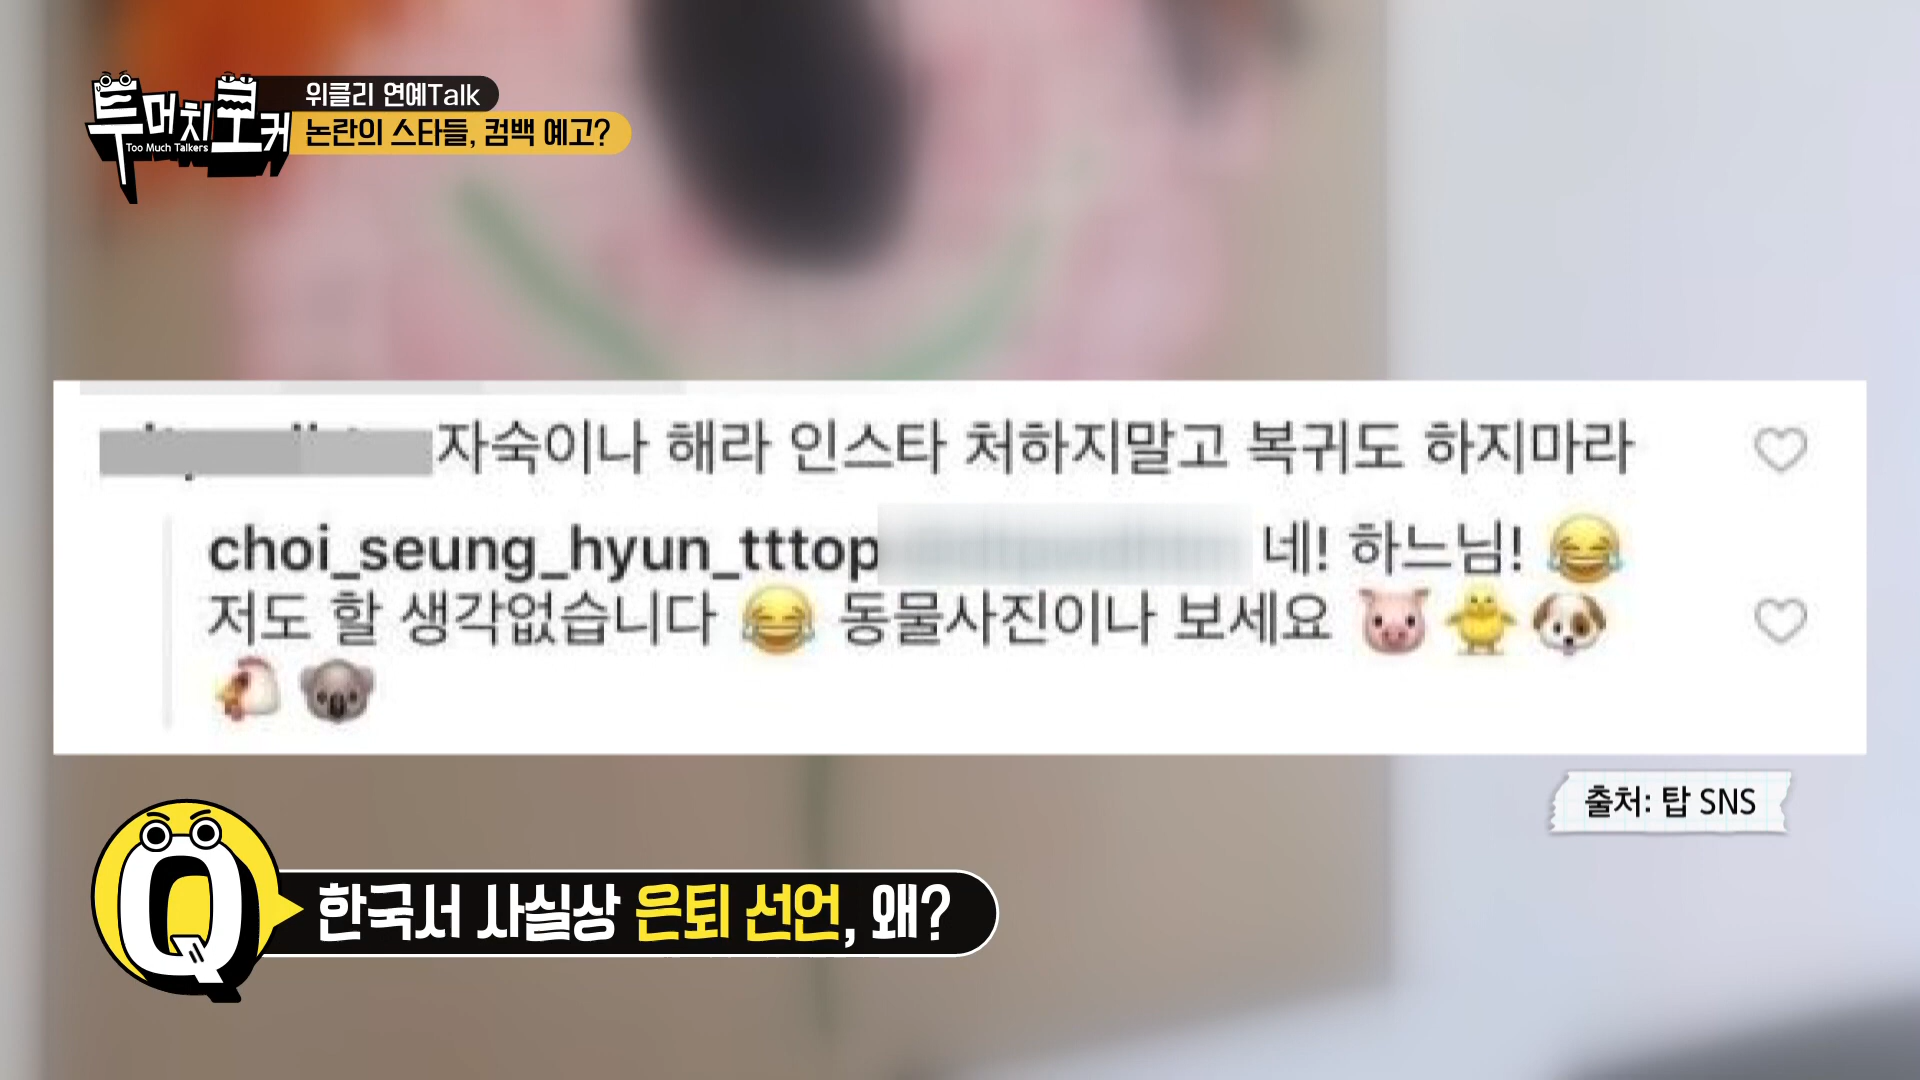 투머치토커
Too Much Talkers
위클리 연예Talk
논란의 스타들, 컴백 예고?
자숙이나 해라 인스타 처하지말고 복귀도 하지마라
choi_seung_hyun_tttop 네! 하느님! 😂
저도 할 생각없습니다 😂 동물사진이나 보세요 🐷 🐥 🐶
🐔 🐨
출처: 탑 SNS
Q 한국서 사실상 은퇴 선언, 왜?